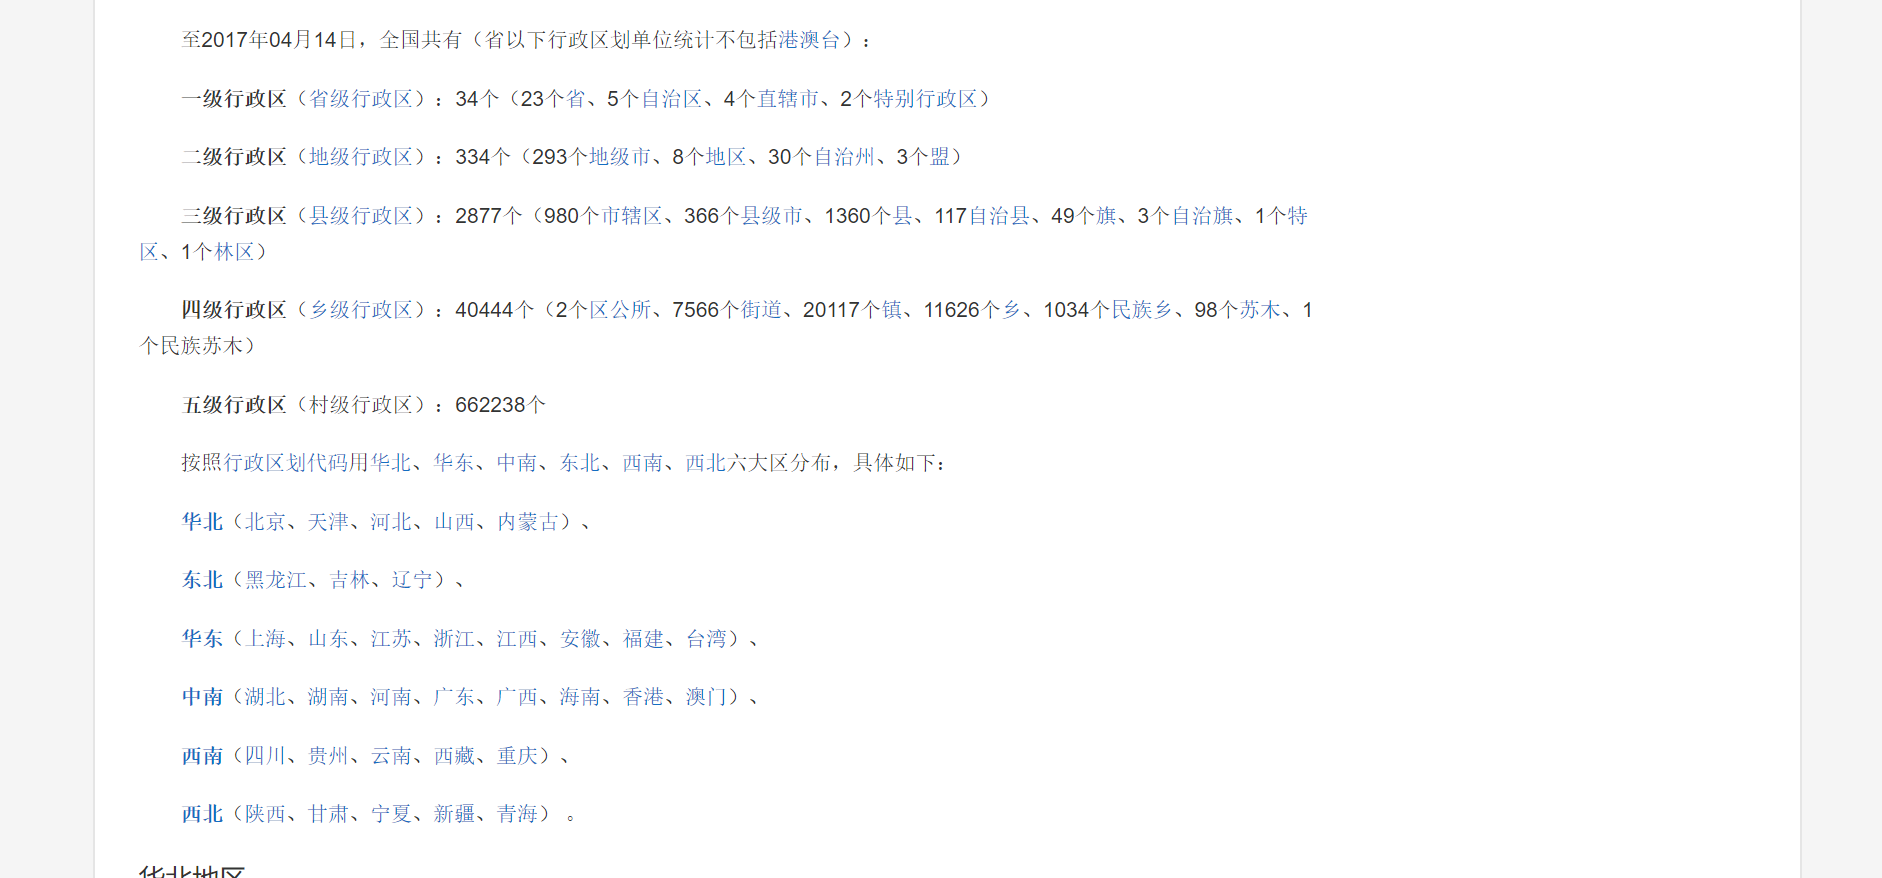 至2017年04月14日，全国共有（省以下行政区划单位统计不包括港澳台）：
一级行政区（省级行政区）：34个（23个省、5个自治区、4个直辖市、2个特别行政区）
二级行政区（地级行政区）：334个（293个地级市、8个地区、30个自治州、3个盟）
三级行政区（县级行政区）：2877个（980个市辖区、366个县级市、1360个县、117自治县、49个旗、3个自治旗、1个特
区、1个林区）
四级行政区（乡级行政区）：40444个（2个区公所、7566个街道、20117个镇、11626个乡、1034个民族乡、98个苏木、1
个民族苏木）
五级行政区（村级行政区）：662238个
按照行政区划代码用华北、华东、中南、东北、西南、西北六大区分布，具体如下：
华北（北京、天津、河北、山西、内蒙古）、
东北（黑龙江、吉林、辽宁）、
华东（上海、山东、江苏、浙江、江西、安徽、福建、台湾）、
中南（湖北、湖南、河南、广东、广西、海南、香港、澳门）、
西南（四川、贵州、云南、西藏、重庆）、
西北（陕西、甘肃、宁夏、新疆、青海）。
华北地区